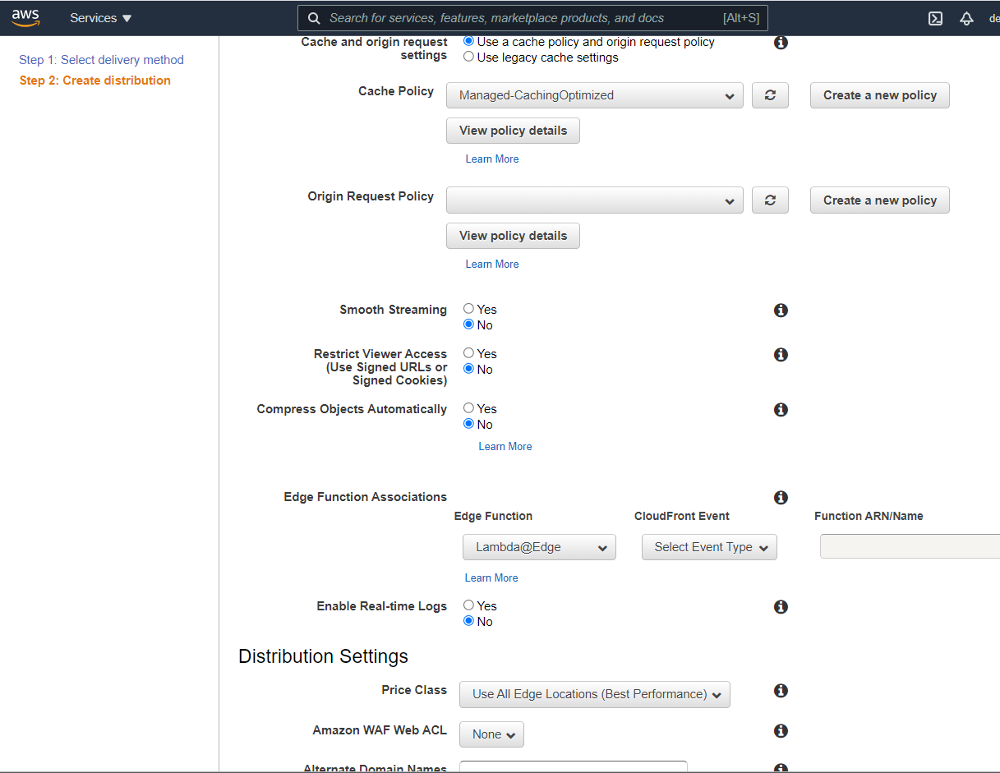 aws
Services
Search for services, features, marketplace products, and docs [Alt+S]
de
Step 1: Select delivery method
Step 2: Create distribution
Cache and origin request
settings
Use a cache policy and origin request policy
Use legacy cache settings
Cache Policy
Managed-CachingOptimized
Create a new policy
View policy details
Learn More
Origin Request Policy
Create a new policy
View policy details
Learn More
Smooth Streaming
Yes
No
Restrict Viewer Access
(Use Signed URLs or
Signed Cookies)
Yes
No
Compress Objects Automatically
Yes
No
Learn More
Edge Function Associations
Edge Function
CloudFront Event
Function ARN/Name
Lambda@Edge
Select Event Type
Learn More
Enable Real-time Logs
Yes
No
Distribution Settings
Price Class
Use All Edge Locations (Best Performance)
Amazon WAF Web ACL
None
Alternate Domain Names